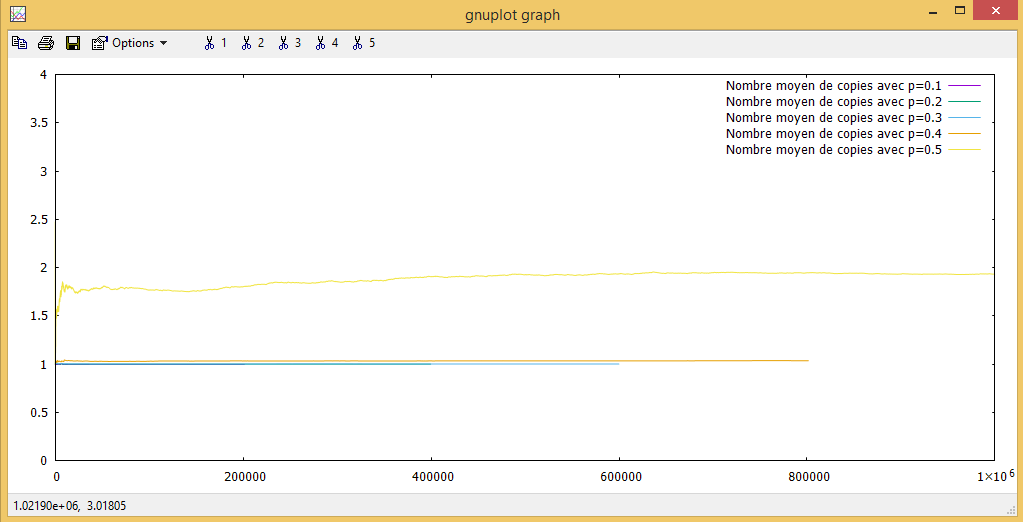 gnuplot graph
Options 1 2 3 4 5
4
3.5
3
2.5
2
1.5
1
0.5
0
Nombre moyen de copies avec p=0.1
Nombre moyen de copies avec p=0.2
Nombre moyen de copies avec p=0.3
Nombre moyen de copies avec p=0.4
Nombre moyen de copies avec p=0.5
0 200000 400000 600000 800000 1×10⁶
1.02190e+06, 3.01805